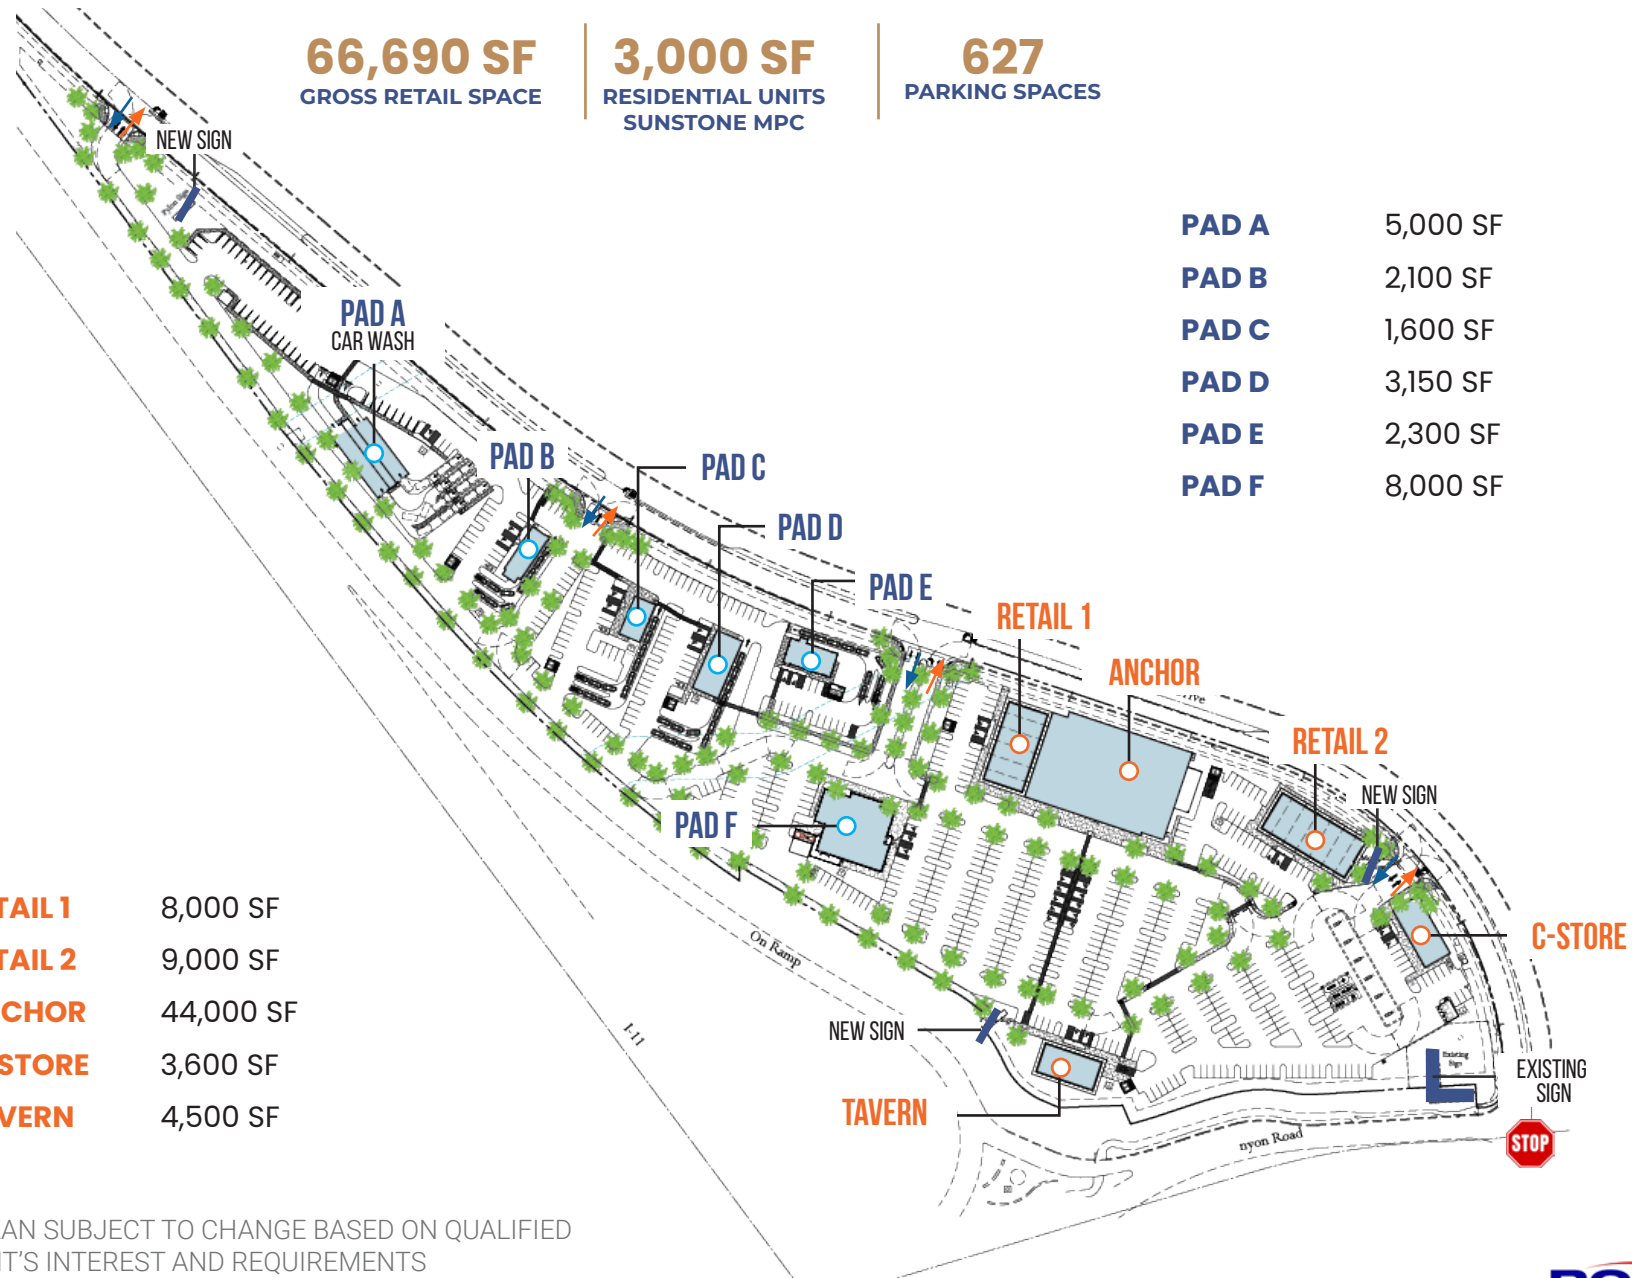 66,690 SF
GROSS RETAIL SPACE
3,000 SF
RESIDENTIAL UNITS
SUNSTONE MPC
627
PARKING SPACES
NEW SIGN
PAD A 5,000 SF
PAD B 2,100 SF
PAD C 1,600 SF
PAD D 3,150 SF
PAD E 2,300 SF
PAD F 8,000 SF
PAD A
CAR WASH
PAD B
PAD C
PAD D
PAD E
RETAIL 1
ANCHOR
RETAIL 2
NEW SIGN
PAD F
C-STORE
On Ramp
I-11
NEW SIGN
TAVERN
Existing
Sign
EXISTING
SIGN
STOP
nyon Road
TAIL 1 8,000 SF
TAIL 2 9,000 SF
CHOR 44,000 SF
STORE 3,600 SF
VERN 4,500 SF
AN SUBJECT TO CHANGE BASED ON QUALIFIED
IT'S INTEREST AND REQUIREMENTS